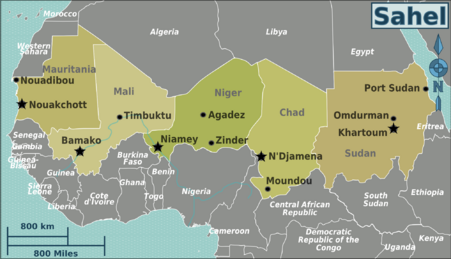 Sahel
Morocco
Algeria
Libya
Egypt
Western
Sahara
Mauritania
Nouadibou
Nouakchott
Mali
Timbuktu
Niger
Agadez
Chad
Port Sudan
N
Omdurman
Khartoum
Sudan
Eritrea
Senegal
Gambia
Guinea-
Bissau
Bamako
Niamey
Zinder
N'Djamena
Burkina
Faso
Benin
Guinea
Ghana
Togo
Nigeria
Moundou
Sierra
Leone
Liberia
Cote
d'Ivoire
Central African
Republic
South
Sudan
Ethiopia
Cameroon
Democratic
Republic of the
Congo
Uganda
Kenya
800 km
800 Miles